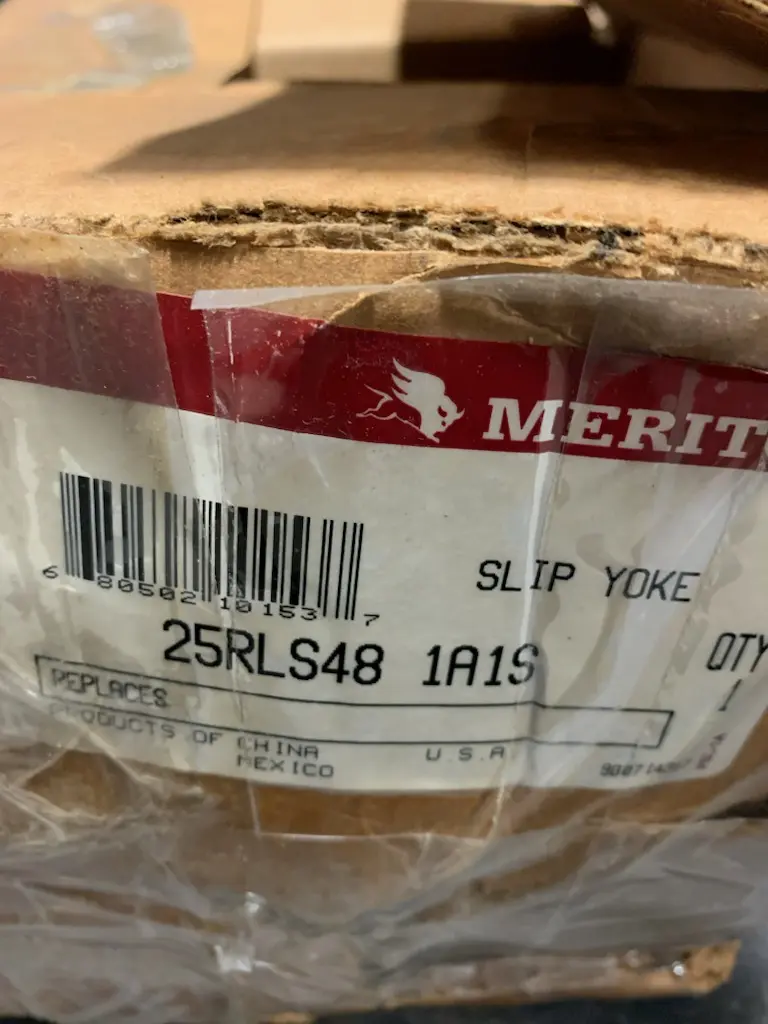 MERIT
6 80502 10153 7
SLIP YOKE
25RLS48 1A1S
QTY
1
REPLACES
PRODUCTS OF CHINA U.S.A
MEXICO